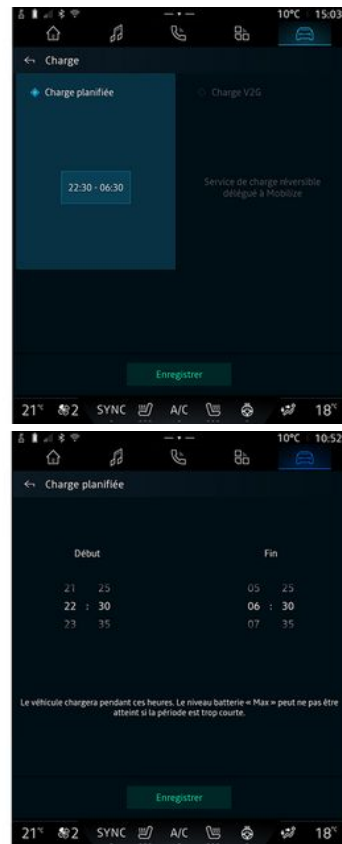 10°C 15:03
Charge
Charge planifiée
Charge V2G
22:30 - 06:30
Service de charge réversible
délégué à Mobilize
Enregistrer
21°C 2 SYNC A/C 18°C
10°C 10:52
Charge planifiée
Début Fin
21 25 05 25
22 : 30 06 : 30
23 35 07 35
Le véhicule chargera pendant ces heures. Le niveau batterie « Max » peut ne pas être
atteint si la période est trop courte.
Enregistrer
21°C 2 SYNC A/C 18°C